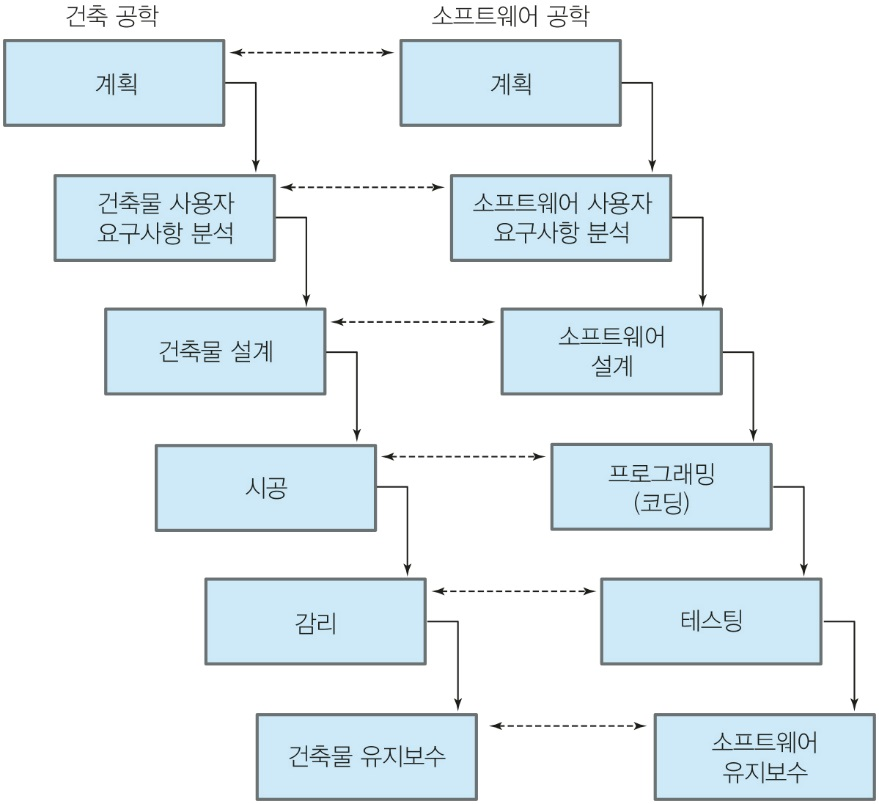 건축 공학
소프트웨어 공학
계획
계획
건축물 사용자
요구사항 분석
소프트웨어 사용자
요구사항 분석
건축물 설계
소프트웨어
설계
시공
프로그래밍
(코딩)
감리
테스팅
건축물 유지보수
소프트웨어
유지보수